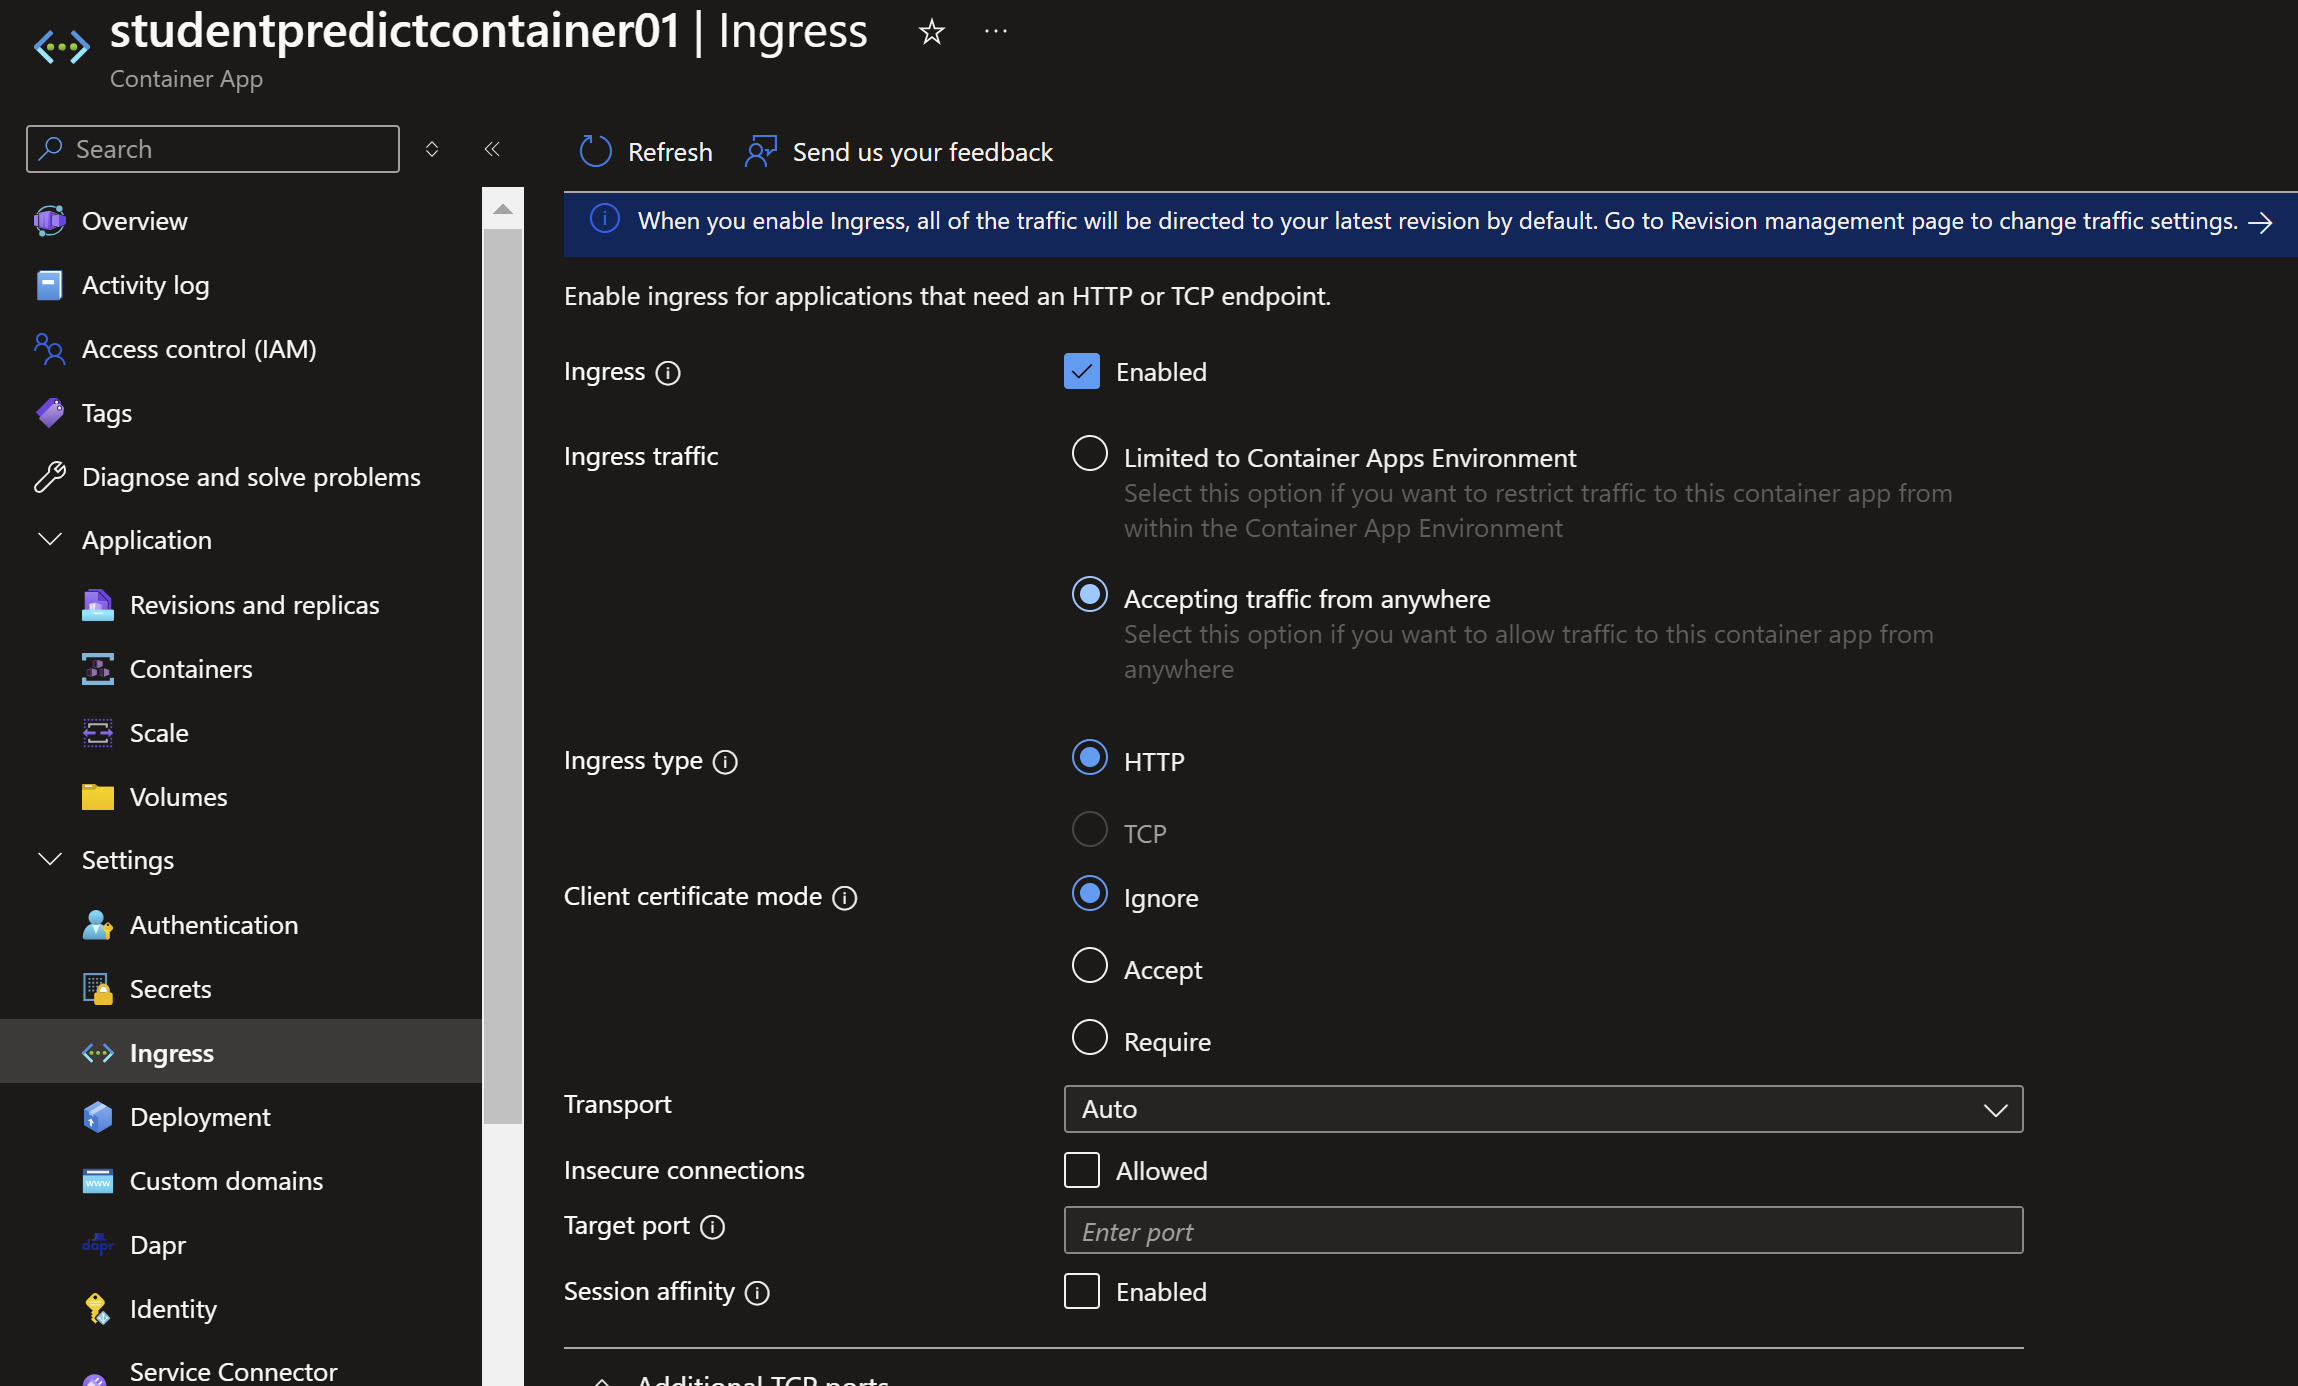 studentpredictcontainer01 | Ingress
Container App
Search
Overview
Activity log
Access control (IAM)
Tags
Diagnose and solve problems
Application
Revisions and replicas
Containers
Scale
Volumes
Settings
Authentication
Secrets
Ingress
Deployment
www
Custom domains
dapr
Dapr
Identity
Service Connector
Refresh
Send us your feedback
When you enable Ingress, all of the traffic will be directed to your latest revision by default. Go to Revision management page to change traffic settings.
Enable ingress for applications that need an HTTP or TCP endpoint.
Ingress
Enabled
Ingress traffic
Limited to Container Apps Environment
Select this option if you want to restrict traffic to this container app from
within the Container App Environment
Accepting traffic from anywhere
Select this option if you want to allow traffic to this container app from
anywhere
Ingress type
HTTP
TCP
Client certificate mode
Ignore
Accept
Require
Transport
Auto
Insecure connections
Allowed
Target port
Enter port
Session affinity
Enabled
Additional TCP ports